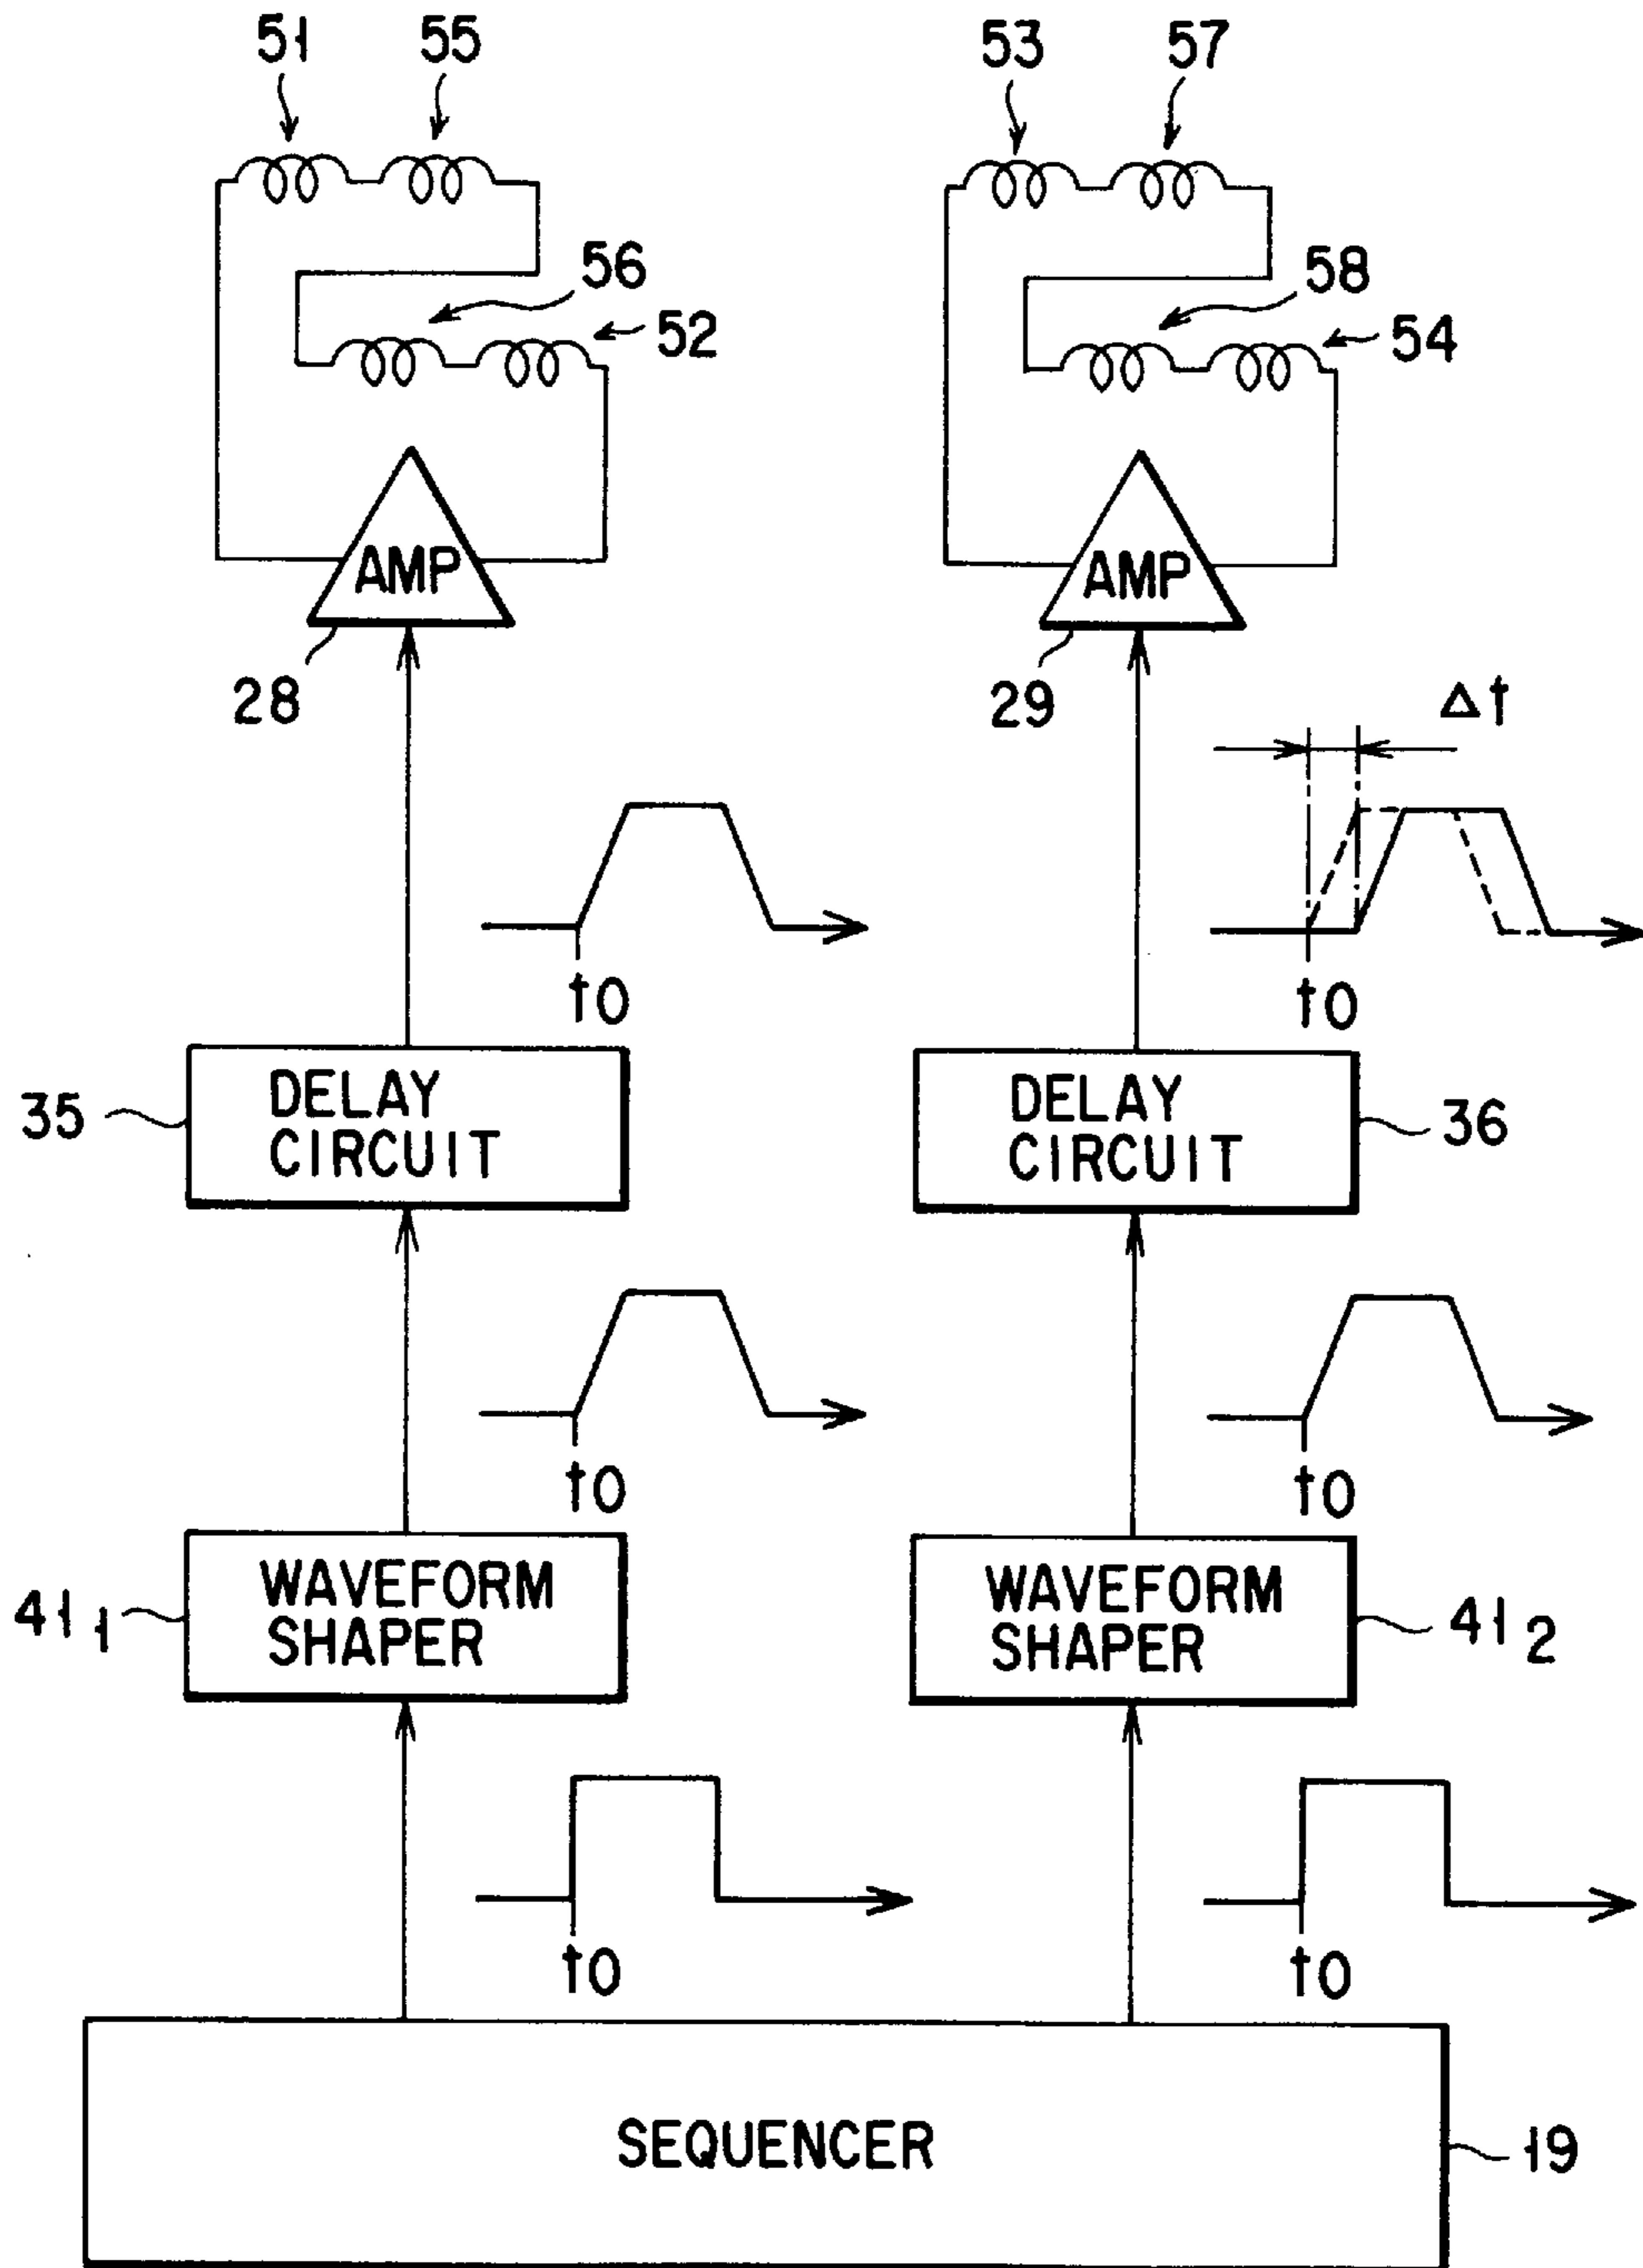 51 55 53 57
56 52 58 54
AMP AMP
28 29 Δt
t0 t0
35 DELAY CIRCUIT DELAY CIRCUIT 36
t0 t0
41₁ WAVEFORM SHAPER WAVEFORM SHAPER 41₂
t0 t0
SEQUENCER 19